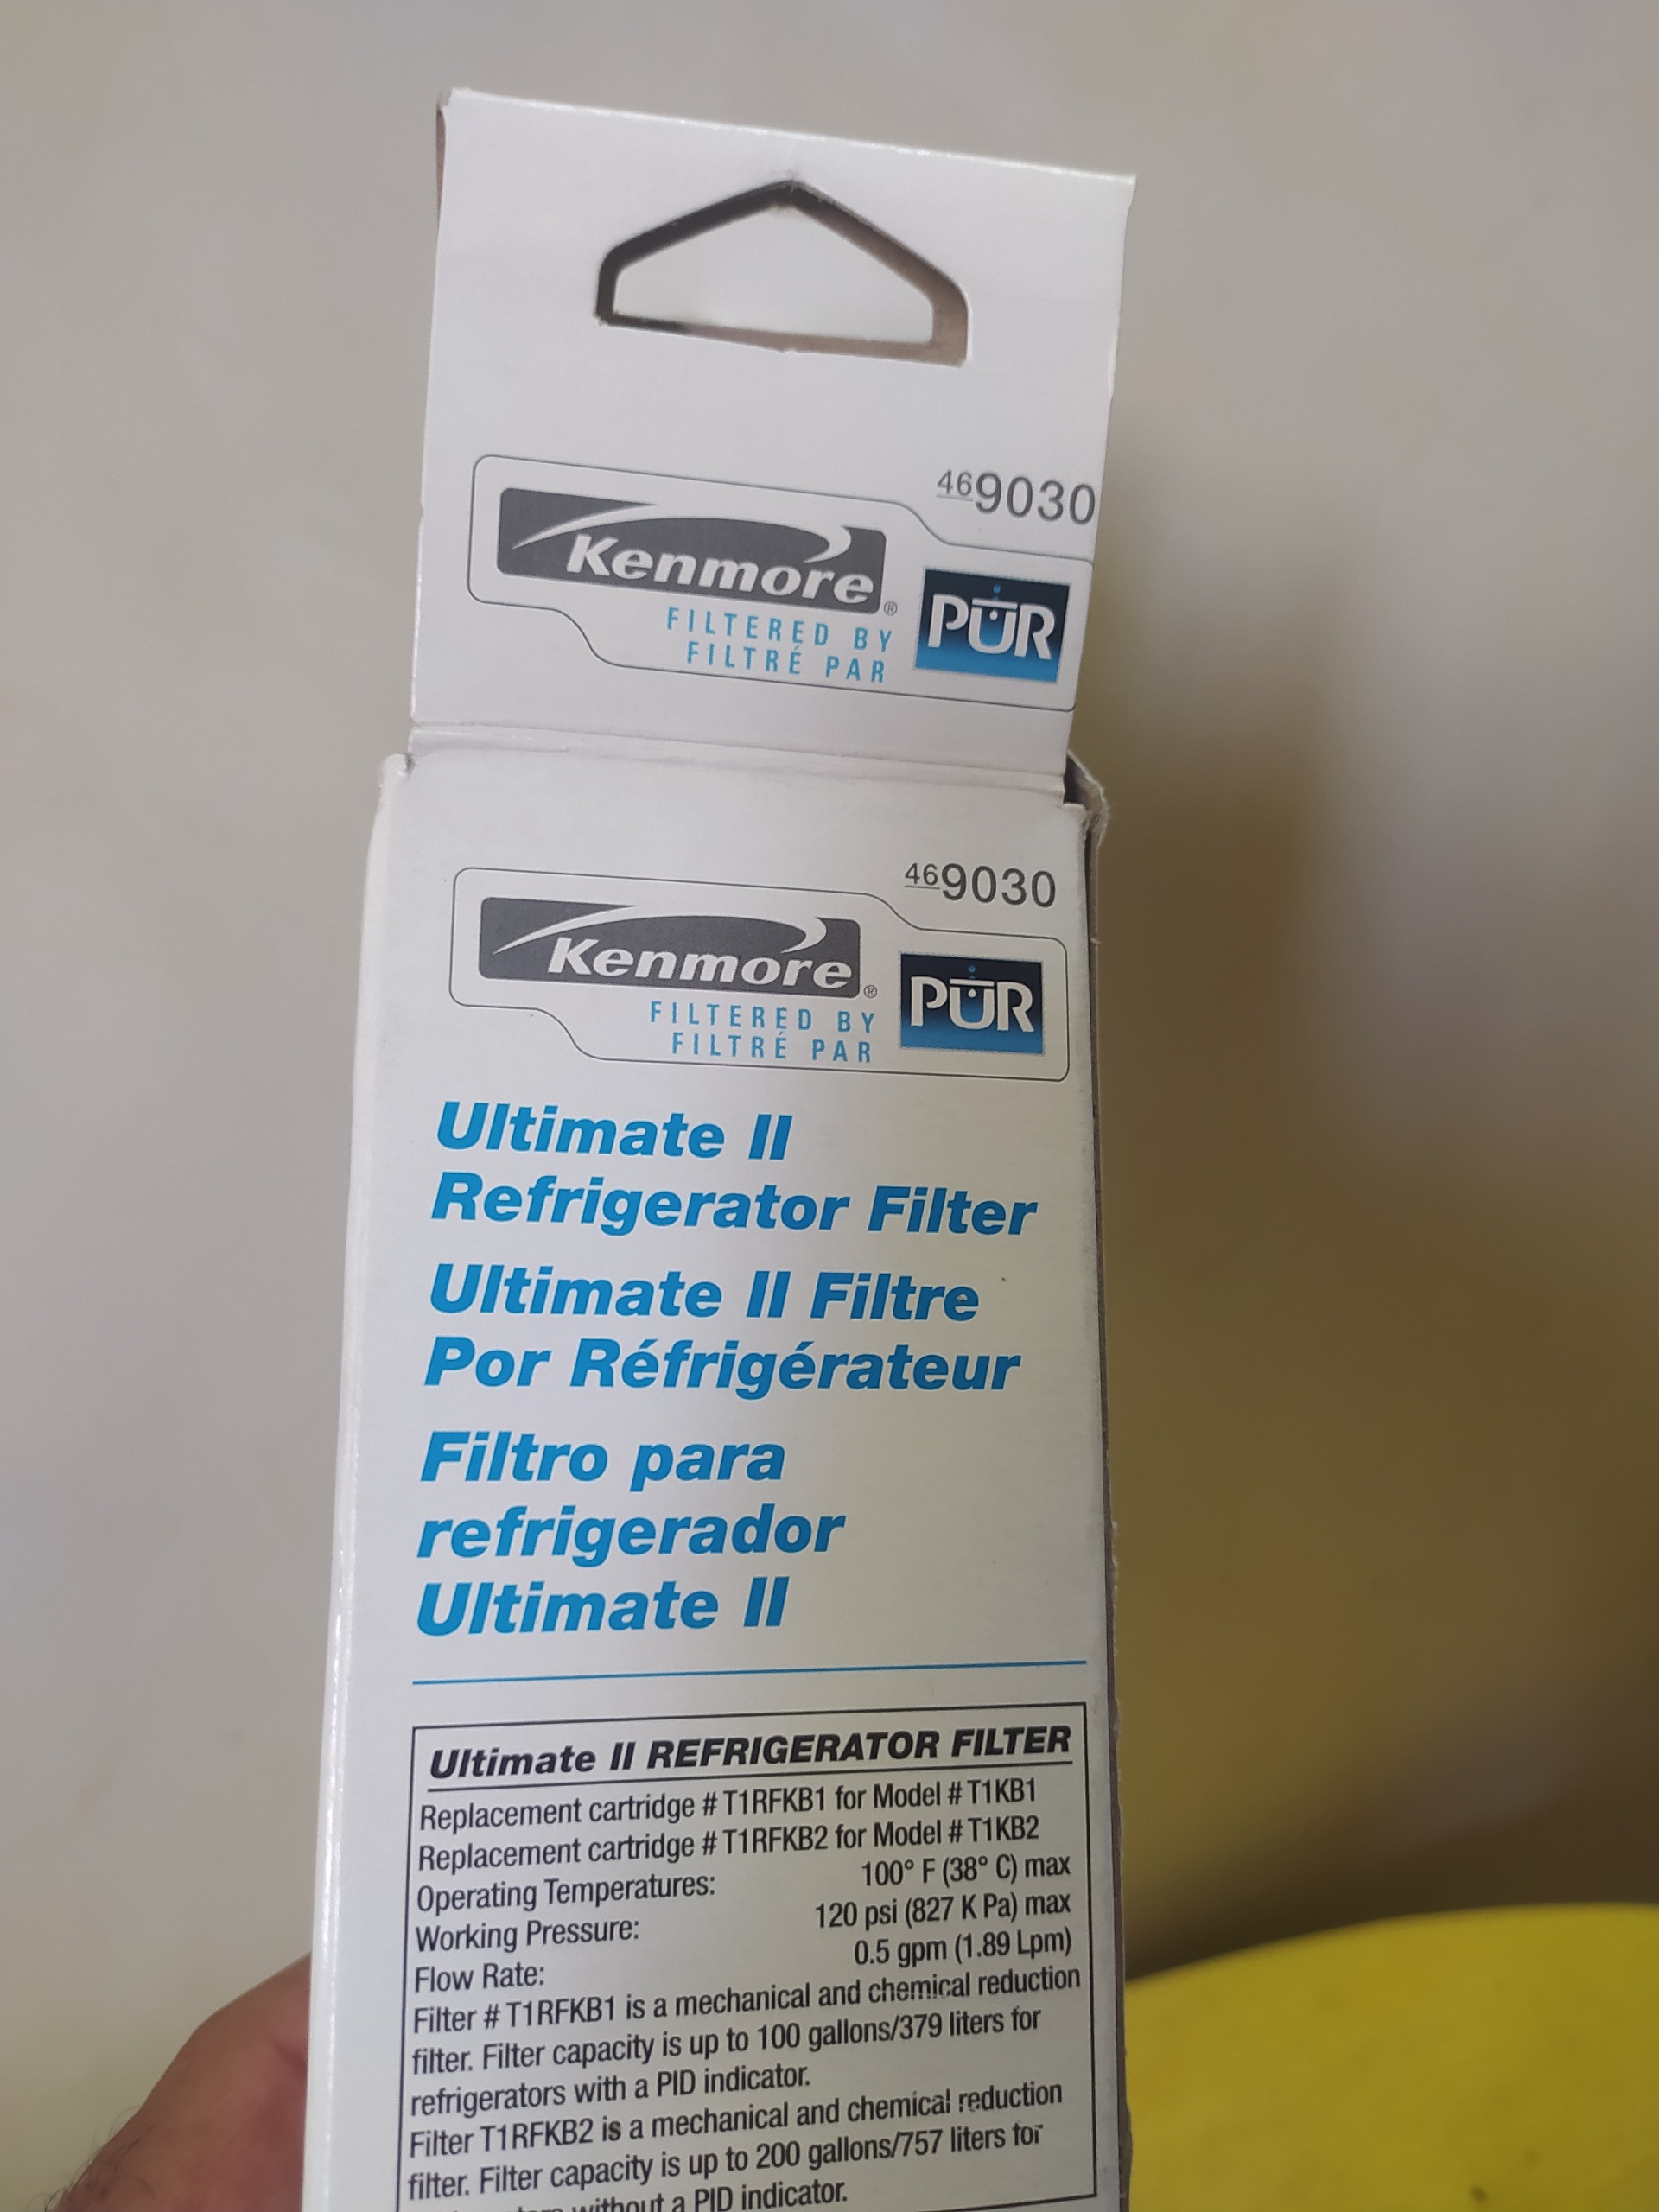 469030
Kenmore®
FILTERED BY
FILTRÉ PAR
PUR
469030
Kenmore®
FILTERED BY
FILTRÉ PAR
PUR
Ultimate II
Refrigerator Filter
Ultimate II Filtre
Por Réfrigérateur
Filtro para
refrigerador
Ultimate II
Ultimate II REFRIGERATOR FILTER
Replacement cartridge # T1RFKB1 for Model # T1KB1
Replacement cartridge # T1RFKB2 for Model # T1KB2
Operating Temperatures: 100° F (38° C) max
Working Pressure: 120 psi (827 K Pa) max
Flow Rate: 0.5 gpm (1.89 Lpm)
Filter # T1RFKB1 is a mechanical and chemical reduction
filter. Filter capacity is up to 100 gallons/379 liters for
refrigerators with a PID indicator.
Filter T1RFKB2 is a mechanical and chemical reduction
filter. Filter capacity is up to 200 gallons/757 liters for
without a PID indicator.